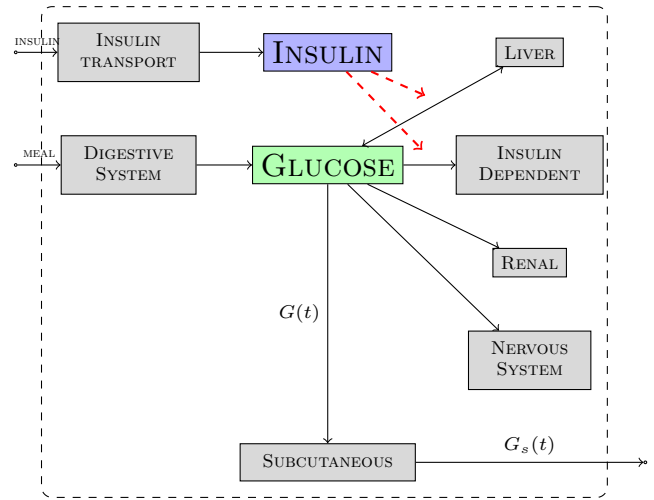 INSULIN
INSULIN
TRANSPORT
INSULIN
LIVER
MEAL
DIGESTIVE
SYSTEM
GLUCOSE
INSULIN
DEPENDENT
RENAL
G(t)
NERVOUS
SYSTEM
SUBCUTANEOUS
G_s(t)